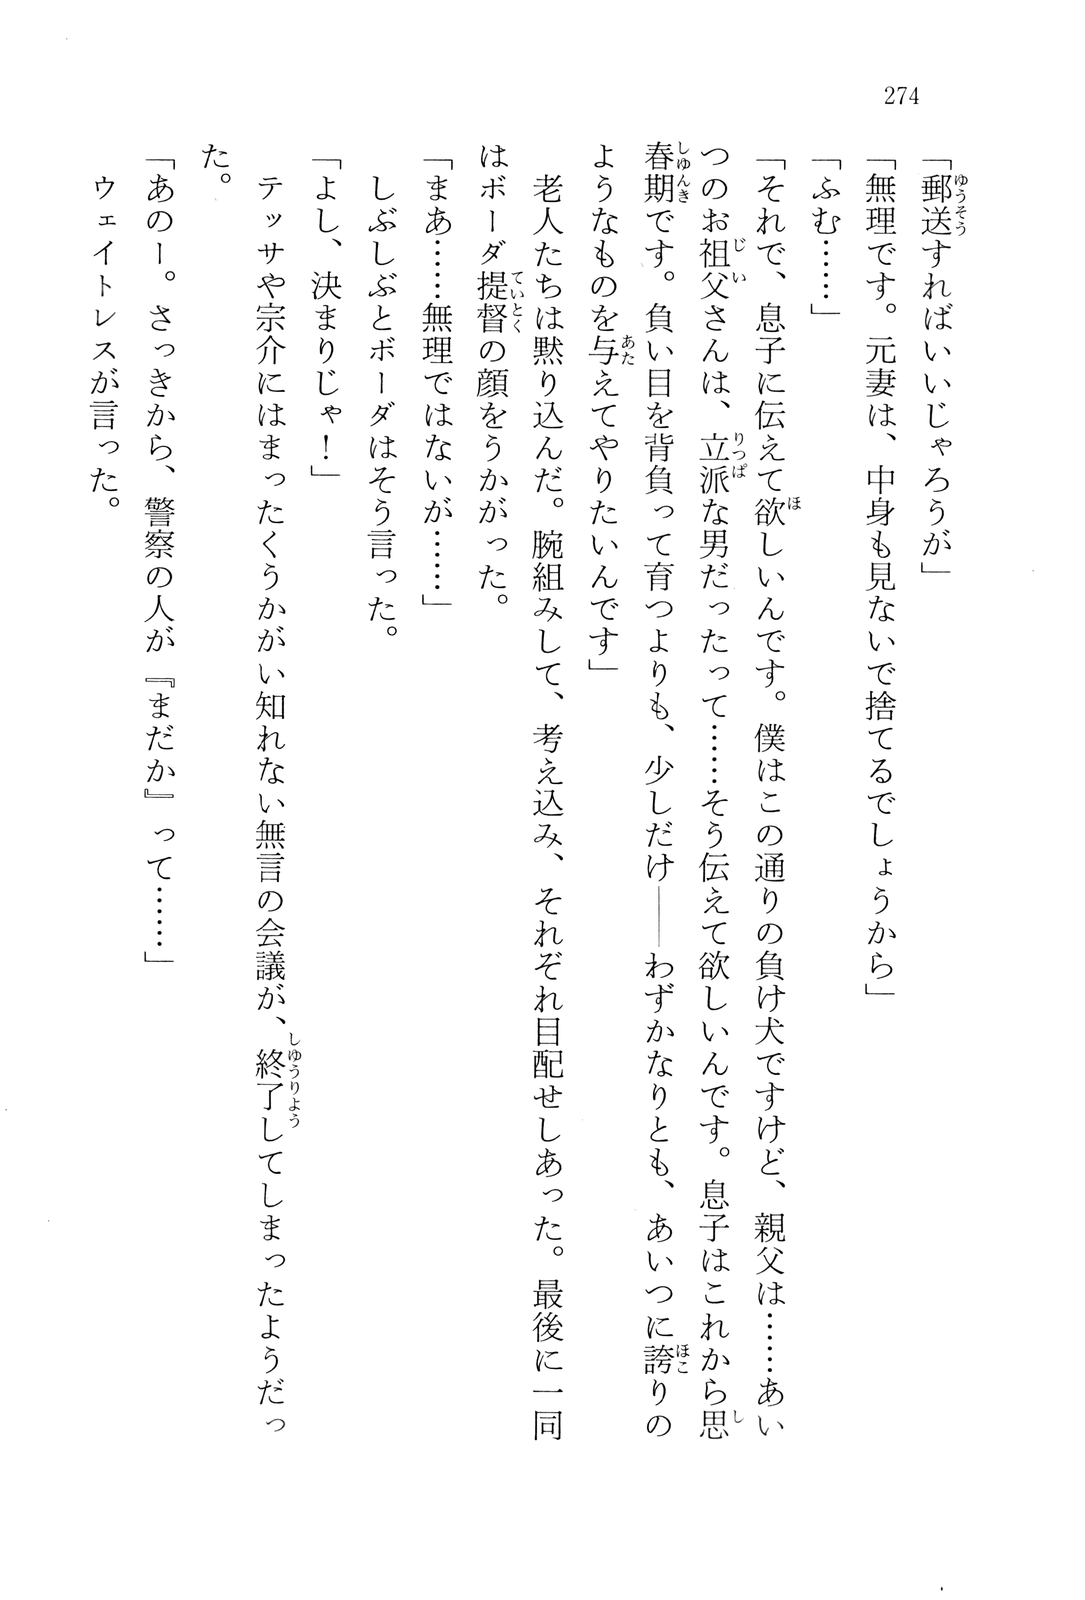 274
「郵送すればいいじゃろうが」
「無理です。元妻は、中身も見ないで捨てるでしょうから」
「ふむ……」
「それで、息子に伝えて欲しいんです。僕はこの通りの負け犬ですけど、親父は……あい
つのお祖父さんは、立派な男だったって……そう伝えて欲しいんです。息子はこれから思
春期です。負い目を背負って育つよりも、少しだけ――わずかなりとも、あいつに誇りの
ようなものを与えてやりたいんです」
　老人たちは黙り込んだ。腕組みして、考え込み、それぞれ目配せしあった。最後に一同
はボーダ提督の顔をうかがった。
「まあ……無理ではないが……」
　しぶしぶとボーダはそう言った。
「よし、決まりじゃ！」
　テッサや宗介にはまったくうかがい知れない無言の会議が、終了してしまったようだっ
た。
「あのー。さっきから、警察の人が『まだか』って……」
　ウェイトレスが言った。